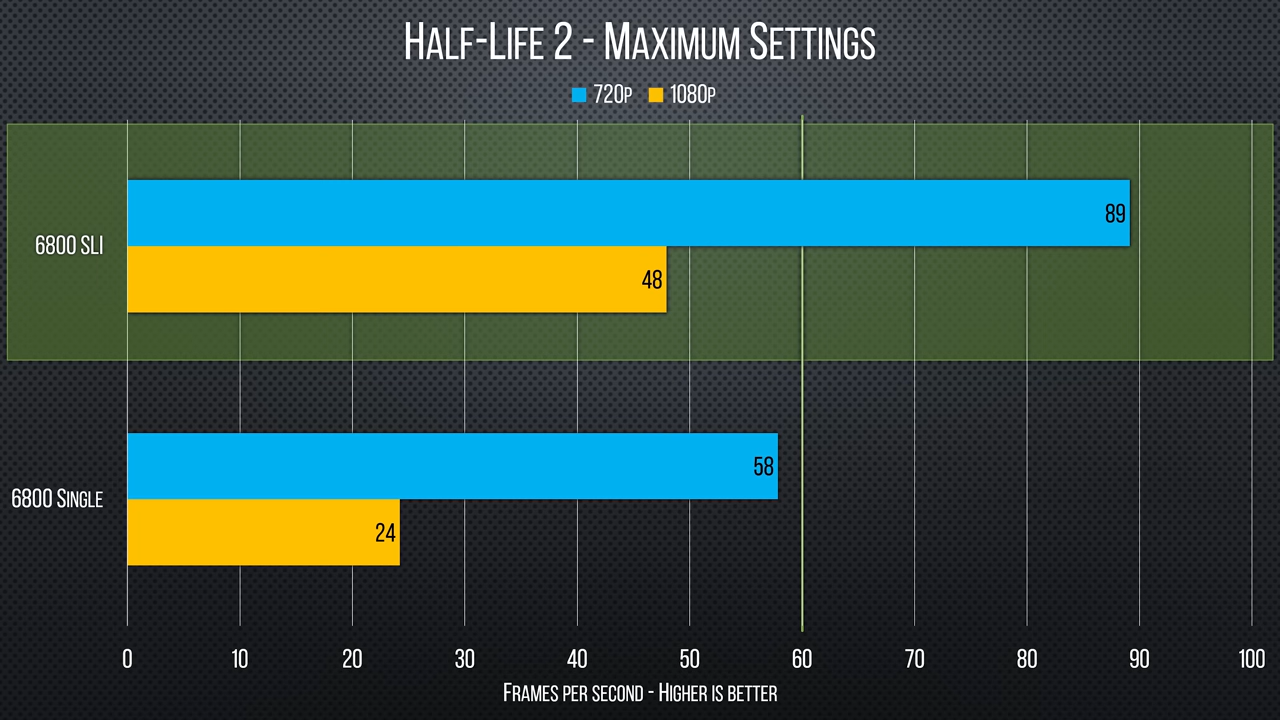 Half-Life 2 - Maximum Settings
720p 1080p
89
6800 SLI
48
58
6800 Single
24
0 10 20 30 40 50 60 70 80 90 100
Frames per second - Higher is better